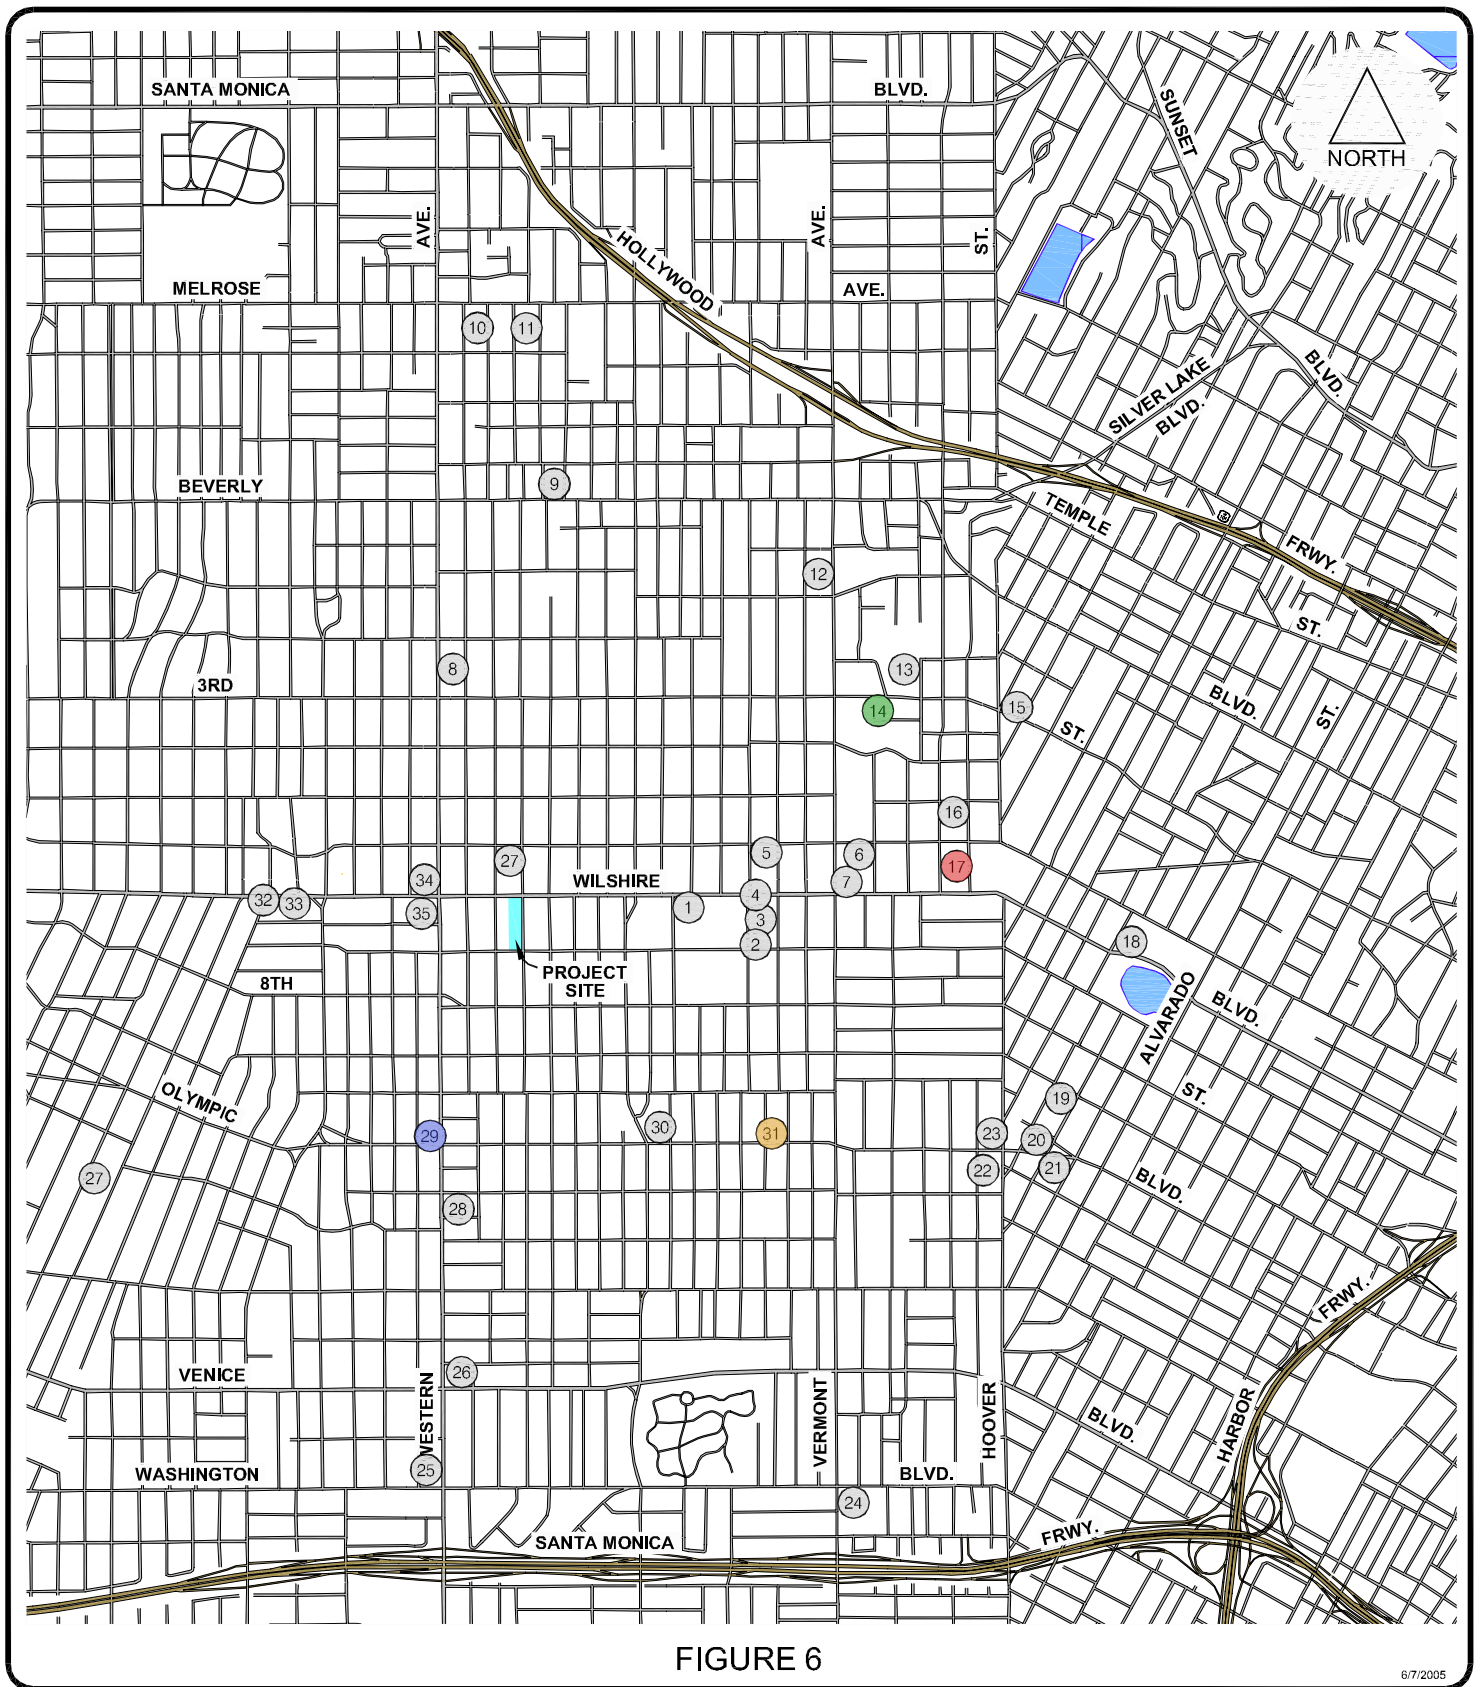 SANTA MONICA
BLVD.
SUNSET
NORTH
AVE.
AVE.
ST.
HOLLYWOOD
MELROSE
AVE.
10
11
SILVER LAKE
BLVD.
BLVD.
BEVERLY
9
TEMPLE
FRWY.
12
ST.
8
13
3RD
BLVD.
14
15
ST.
ST.
16
5
6
27
17
34
WILSHIRE
7
4
32
33
35
1
3
2
18
PROJECT
SITE
8TH
ALVARADO
BLVD.
OLYMPIC
ST.
19
30
29
31
23
20
27
22
21
BLVD.
28
FRWY.
26
VENICE
WESTERN
VERMONT
HOOVER
BLVD.
HARBOR
25
WASHINGTON
BLVD.
24
SANTA MONICA
FRWY.
FIGURE 6
6/7/2005